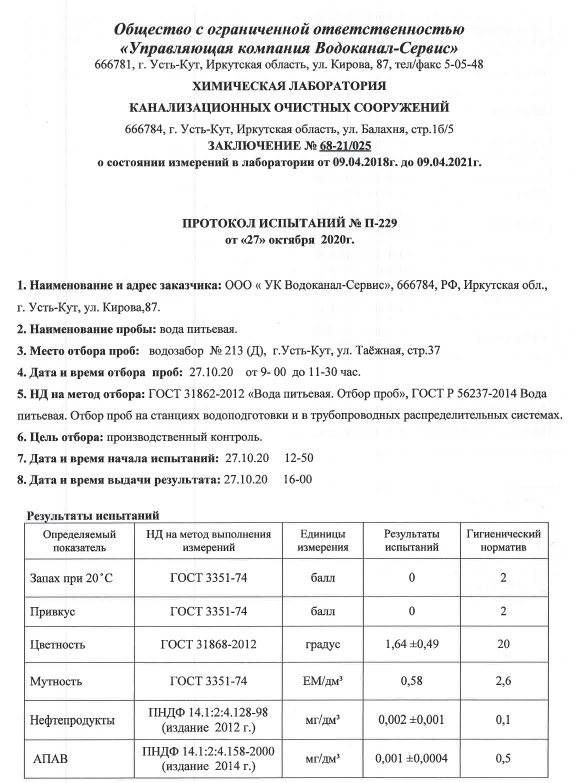 Общество с ограниченной ответственностью
«Управляющая компания Водоканал-Сервис»
666781, г. Усть-Кут, Иркутская область, ул. Кирова, 87, тел/факс 5-05-48
ХИМИЧЕСКАЯ ЛАБОРАТОРИЯ
КАНАЛИЗАЦИОННЫХ ОЧИСТНЫХ СООРУЖЕНИЙ
666784, г. Усть-Кут, Иркутская область, ул. Балахня, стр.1б/5
ЗАКЛЮЧЕНИЕ № 68-21/025
о состоянии измерений в лаборатории от 09.04.2018г. до 09.04.2021г.
ПРОТОКОЛ ИСПЫТАНИЙ № П-229
от «27» октября 2020г.
1. Наименование и адрес заказчика: ООО « УК Водоканал-Сервис», 666784, РФ, Иркутская обл.,
г. Усть-Кут, ул. Кирова,87.
2. Наименование пробы: вода питьевая.
3. Место отбора проб: водозабор № 213 (Д), г.Усть-Кут, ул. Таёжная, стр.37
4. Дата и время отбора проб: 27.10.20 от 9- 00 до 11-30 час.
5. НД на метод отбора: ГОСТ 31862-2012 «Вода питьевая. Отбор проб», ГОСТ Р 56237-2014 Вода
питьевая. Отбор проб на станциях водоподготовки и в трубопроводных распределительных системах.
6. Цель отбора: производственный контроль.
7. Дата и время начала испытаний: 27.10.20 12-50
8. Дата и время выдачи результата: 27.10.20 16-00
Результаты испытаний
Определяемый показатель НД на метод выполнения измерений Единицы измерения Результаты испытаний Гигиенический норматив
Запах при 20˚С ГОСТ 3351-74 балл 0 2
Привкус ГОСТ 3351-74 балл 0 2
Цветность ГОСТ 31868-2012 градус 1,64 ±0,49 20
Мутность ГОСТ 3351-74 ЕМ/дм³ 0,58 2,6
Нефтепродукты ПНДФ 14.1:2:4.128-98 (издание 2012 г.) мг/дм³ 0,002 ±0,001 0,1
АПАВ ПНДФ 14.1:2:4.158-2000 (издание 2014 г.) мг/дм³ 0,001 ±0,0004 0,5